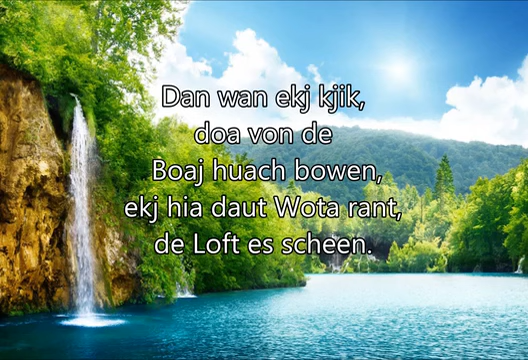 Dan wan ekj kjik,
doa von de
Boaj huach bowen,
ekj hia daut Wota rant,
de Loft es scheen.